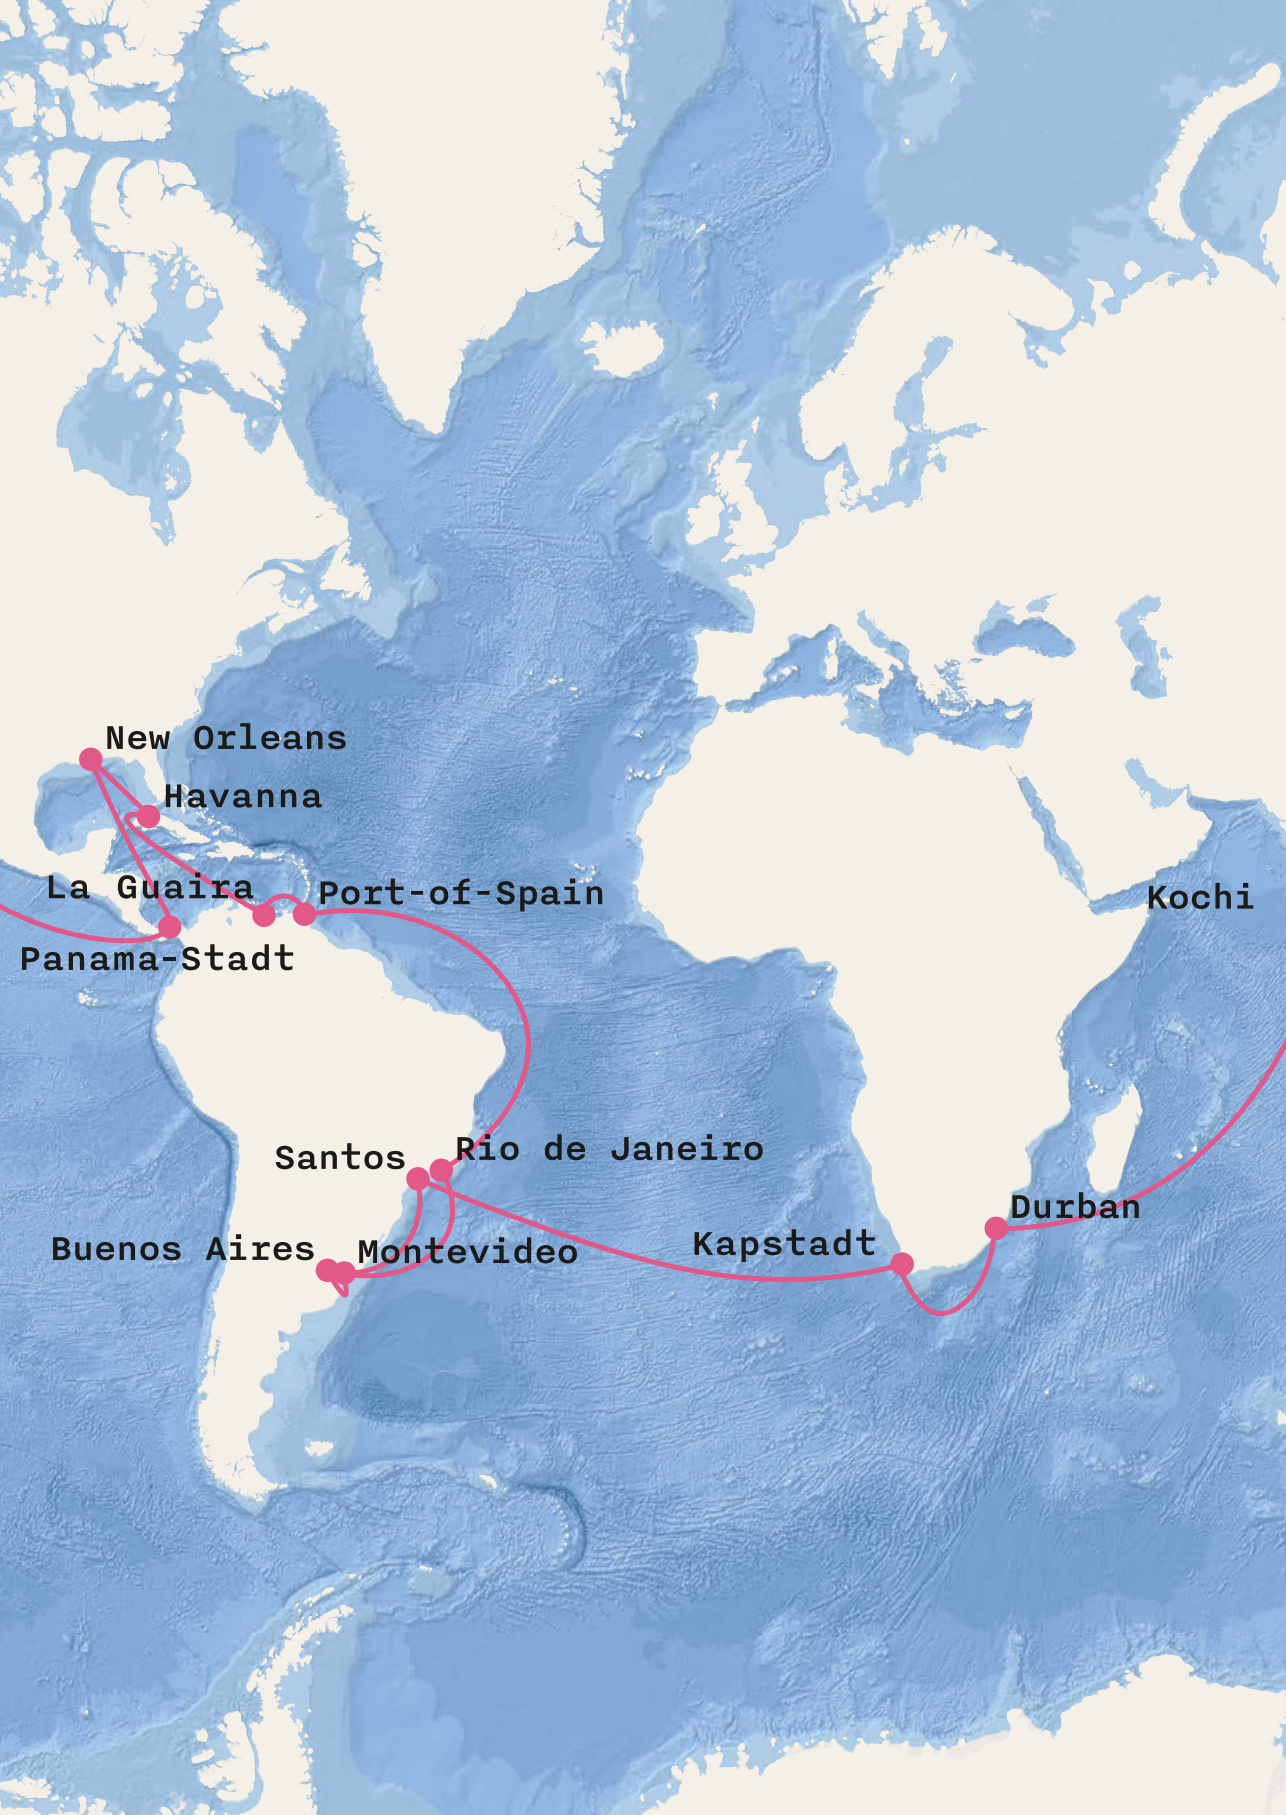 New Orleans
Havanna
La Guaira
Port-of-Spain
Kochi
Panama-Stadt
Santos
Rio de Janeiro
Durban
Buenos Aires
Montevideo
Kapstadt